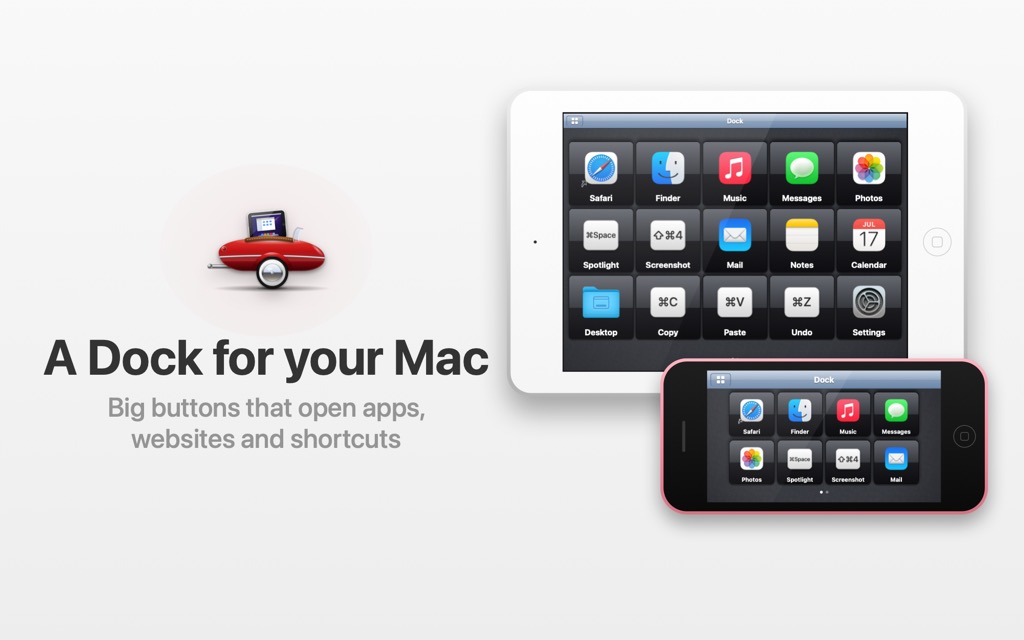 A Dock for your Mac
Big buttons that open apps,
websites and shortcuts
Dock
Safari
Finder
Music
Messages
Photos
⌘Space
⇧⌘4
JUL
17
Spotlight
Screenshot
Mail
Notes
Calendar
⌘C
⌘V
⌘Z
Desktop
Copy
Paste
Undo
Settings
Dock
Safari
Finder
Music
Messages
⌘Space
⇧⌘4
Photos
Spotlight
Screenshot
Mail